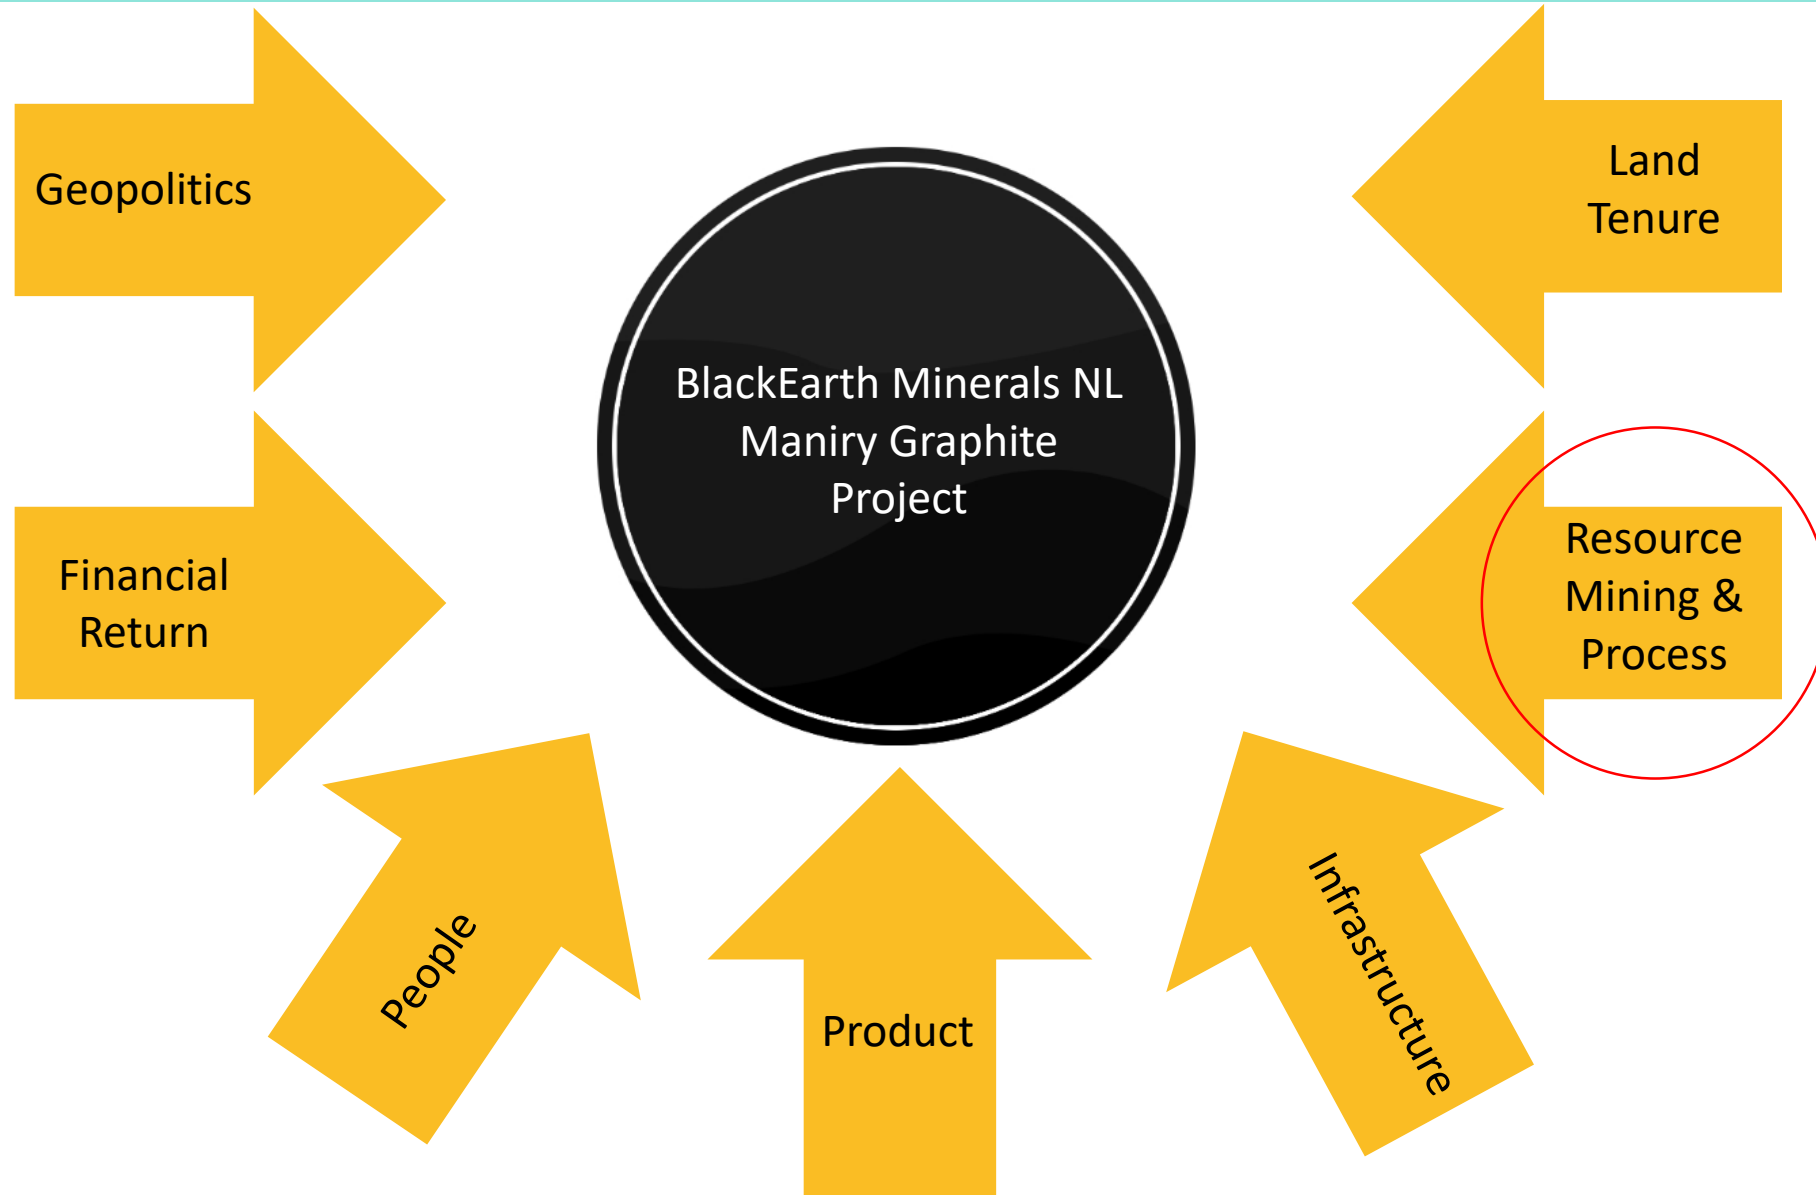 Geopolitics
Land
Tenure
BlackEarth Minerals NL
Maniry Graphite
Project
Financial
Return
Resource
Mining &
Process
People
Product
Infrastructure